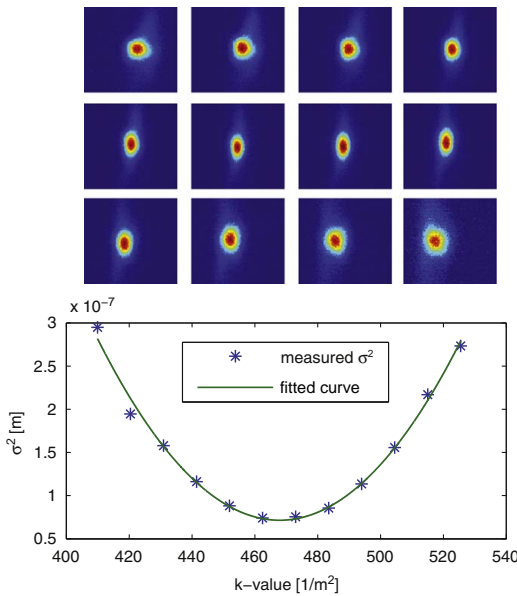 x 10⁻⁷
3
2.5
2
1.5
1
0.5
σ² [m]
measured σ²
fitted curve
400 420 440 460 480 500 520 540
k−value [1/m²]